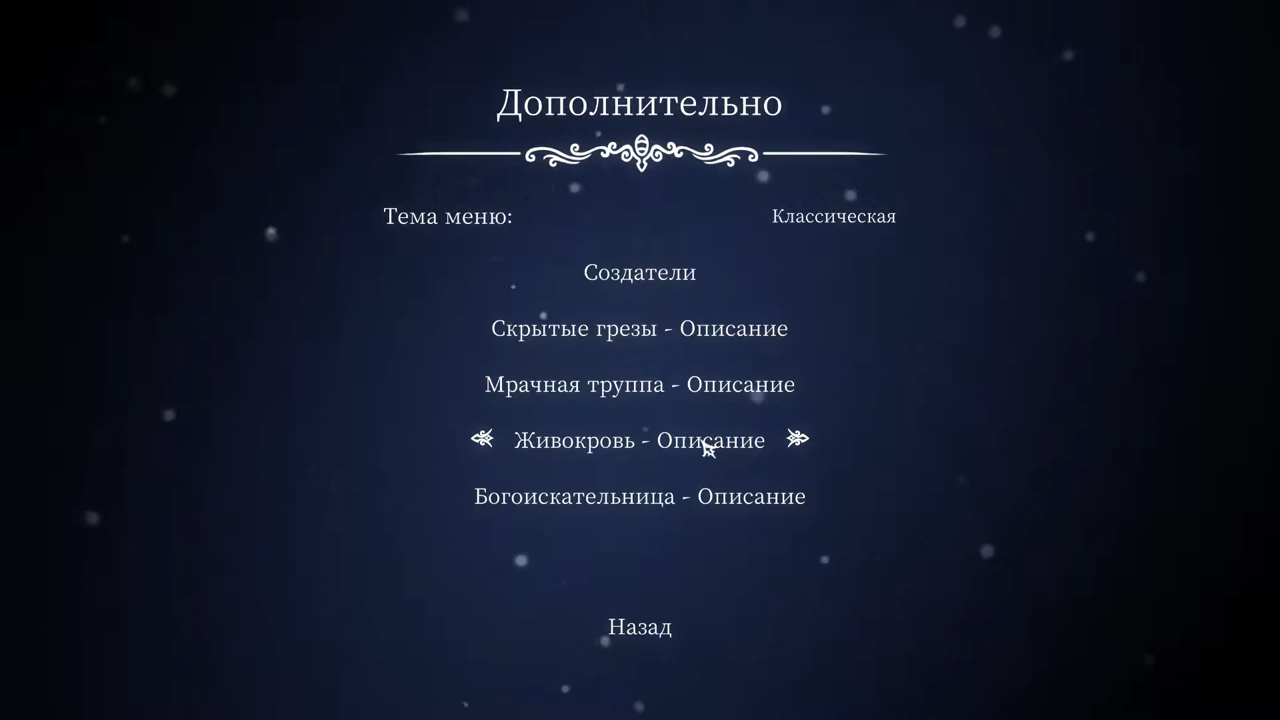 Дополнительно
Тема меню: Классическая
Создатели
Скрытые грезы - Описание
Мрачная труппа - Описание
Живокровь - Описание
Богоискательница - Описание
Назад